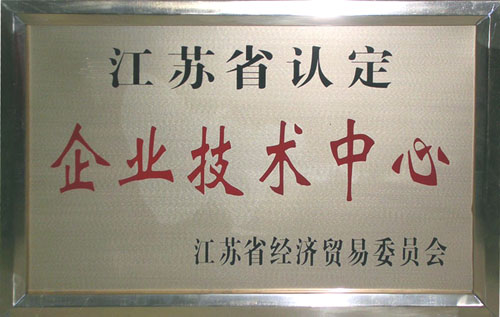 江苏省认定
企业技术中心
江苏省经济贸易委员会